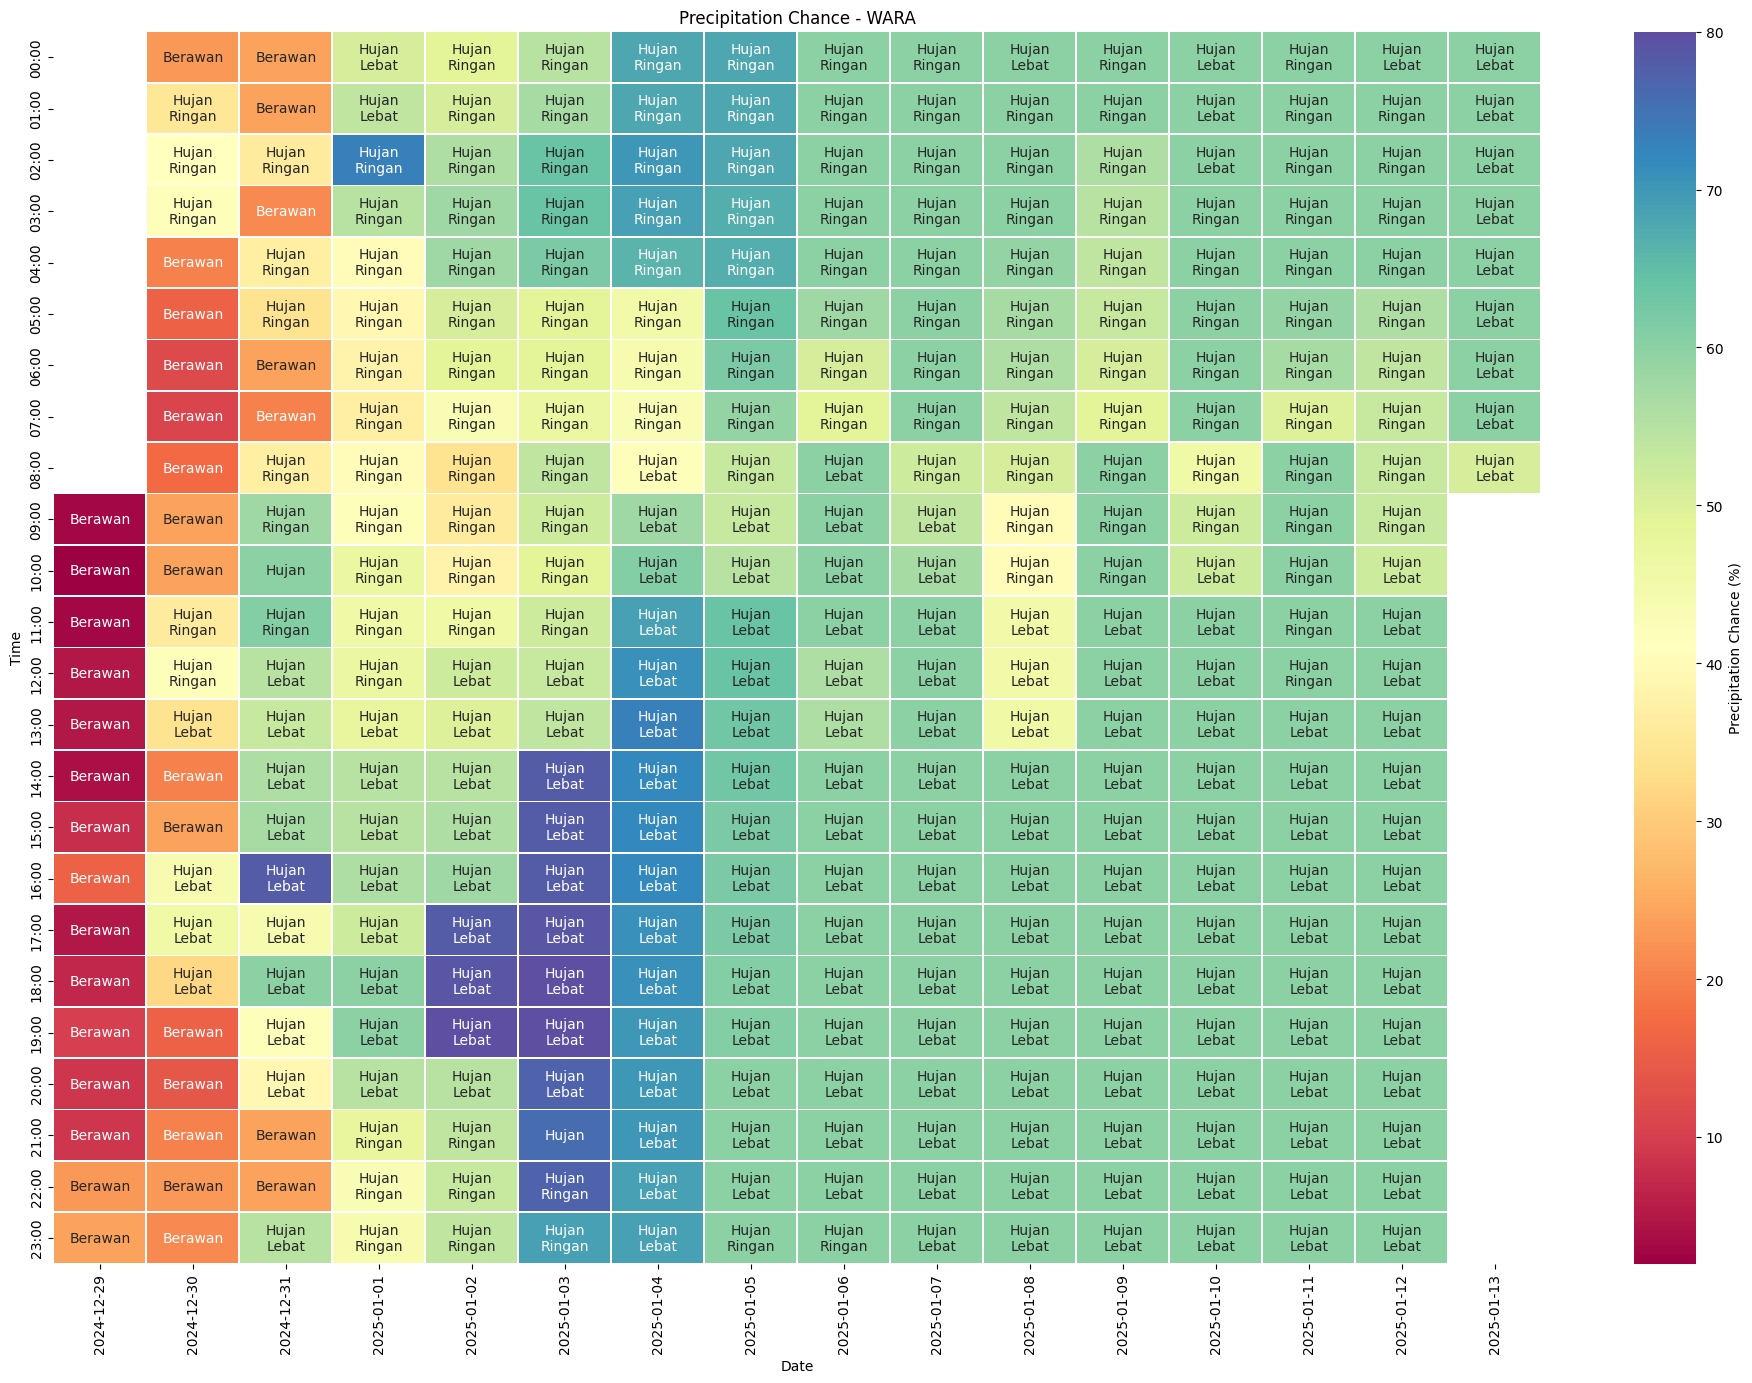 Precipitation Chance - WARA
00:00 Berawan Berawan Hujan Lebat Hujan Ringan Hujan Ringan Hujan Ringan Hujan Ringan Hujan Ringan Hujan Ringan Hujan Lebat Hujan Ringan Hujan Lebat Hujan Ringan Hujan Lebat Hujan Lebat
01:00 Hujan Ringan Berawan Hujan Lebat Hujan Ringan Hujan Ringan Hujan Ringan Hujan Ringan Hujan Ringan Hujan Ringan Hujan Ringan Hujan Ringan Hujan Lebat Hujan Ringan Hujan Ringan Hujan Lebat
02:00 Hujan Ringan Hujan Ringan Hujan Ringan Hujan Ringan Hujan Ringan Hujan Ringan Hujan Ringan Hujan Ringan Hujan Ringan Hujan Ringan Hujan Ringan Hujan Lebat Hujan Ringan Hujan Ringan Hujan Lebat
03:00 Hujan Ringan Berawan Hujan Ringan Hujan Ringan Hujan Ringan Hujan Ringan Hujan Ringan Hujan Ringan Hujan Ringan Hujan Ringan Hujan Ringan Hujan Ringan Hujan Ringan Hujan Ringan Hujan Lebat
04:00 Berawan Hujan Ringan Hujan Ringan Hujan Ringan Hujan Ringan Hujan Ringan Hujan Ringan Hujan Ringan Hujan Ringan Hujan Ringan Hujan Ringan Hujan Ringan Hujan Ringan Hujan Ringan Hujan Lebat
05:00 Berawan Hujan Ringan Hujan Ringan Hujan Ringan Hujan Ringan Hujan Ringan Hujan Ringan Hujan Ringan Hujan Ringan Hujan Ringan Hujan Ringan Hujan Ringan Hujan Ringan Hujan Ringan Hujan Lebat
06:00 Berawan Berawan Hujan Ringan Hujan Ringan Hujan Ringan Hujan Ringan Hujan Ringan Hujan Ringan Hujan Ringan Hujan Ringan Hujan Ringan Hujan Ringan Hujan Ringan Hujan Ringan Hujan Lebat
07:00 Berawan Berawan Hujan Ringan Hujan Ringan Hujan Ringan Hujan Ringan Hujan Ringan Hujan Ringan Hujan Ringan Hujan Ringan Hujan Ringan Hujan Ringan Hujan Ringan Hujan Ringan Hujan Lebat
08:00 Berawan Hujan Ringan Hujan Ringan Hujan Ringan Hujan Ringan Hujan Lebat Hujan Ringan Hujan Lebat Hujan Ringan Hujan Ringan Hujan Ringan Hujan Ringan Hujan Ringan Hujan Ringan Hujan Lebat
09:00 Berawan Berawan Hujan Ringan Hujan Ringan Hujan Ringan Hujan Ringan Hujan Lebat Hujan Lebat Hujan Lebat Hujan Lebat Hujan Ringan Hujan Ringan Hujan Ringan Hujan Ringan Hujan Ringan
10:00 Berawan Berawan Hujan Hujan Ringan Hujan Ringan Hujan Ringan Hujan Lebat Hujan Lebat Hujan Lebat Hujan Lebat Hujan Ringan Hujan Ringan Hujan Lebat Hujan Ringan Hujan Lebat
11:00 Berawan Hujan Ringan Hujan Ringan Hujan Ringan Hujan Ringan Hujan Ringan Hujan Lebat Hujan Lebat Hujan Lebat Hujan Lebat Hujan Lebat Hujan Lebat Hujan Lebat Hujan Ringan Hujan Lebat
12:00 Berawan Hujan Ringan Hujan Lebat Hujan Ringan Hujan Lebat Hujan Lebat Hujan Lebat Hujan Lebat Hujan Lebat Hujan Lebat Hujan Lebat Hujan Lebat Hujan Lebat Hujan Ringan Hujan Lebat
13:00 Berawan Hujan Lebat Hujan Lebat Hujan Lebat Hujan Lebat Hujan Lebat Hujan Lebat Hujan Lebat Hujan Lebat Hujan Lebat Hujan Lebat Hujan Lebat Hujan Lebat Hujan Lebat Hujan Lebat
14:00 Berawan Berawan Hujan Lebat Hujan Lebat Hujan Lebat Hujan Lebat Hujan Lebat Hujan Lebat Hujan Lebat Hujan Lebat Hujan Lebat Hujan Lebat Hujan Lebat Hujan Lebat Hujan Lebat
15:00 Berawan Berawan Hujan Lebat Hujan Lebat Hujan Lebat Hujan Lebat Hujan Lebat Hujan Lebat Hujan Lebat Hujan Lebat Hujan Lebat Hujan Lebat Hujan Lebat Hujan Lebat Hujan Lebat
16:00 Berawan Hujan Lebat Hujan Lebat Hujan Lebat Hujan Lebat Hujan Lebat Hujan Lebat Hujan Lebat Hujan Lebat Hujan Lebat Hujan Lebat Hujan Lebat Hujan Lebat Hujan Lebat Hujan Lebat
17:00 Berawan Hujan Lebat Hujan Lebat Hujan Lebat Hujan Lebat Hujan Lebat Hujan Lebat Hujan Lebat Hujan Lebat Hujan Lebat Hujan Lebat Hujan Lebat Hujan Lebat Hujan Lebat Hujan Lebat
18:00 Berawan Hujan Lebat Hujan Lebat Hujan Lebat Hujan Lebat Hujan Lebat Hujan Lebat Hujan Lebat Hujan Lebat Hujan Lebat Hujan Lebat Hujan Lebat Hujan Lebat Hujan Lebat Hujan Lebat
19:00 Berawan Berawan Hujan Lebat Hujan Lebat Hujan Lebat Hujan Lebat Hujan Lebat Hujan Lebat Hujan Lebat Hujan Lebat Hujan Lebat Hujan Lebat Hujan Lebat Hujan Lebat Hujan Lebat
20:00 Berawan Berawan Hujan Lebat Hujan Lebat Hujan Lebat Hujan Lebat Hujan Lebat Hujan Lebat Hujan Lebat Hujan Lebat Hujan Lebat Hujan Lebat Hujan Lebat Hujan Lebat Hujan Lebat
21:00 Berawan Berawan Berawan Hujan Ringan Hujan Ringan Hujan Hujan Lebat Hujan Lebat Hujan Lebat Hujan Lebat Hujan Lebat Hujan Lebat Hujan Lebat Hujan Lebat Hujan Lebat
22:00 Berawan Berawan Berawan Hujan Ringan Hujan Ringan Hujan Ringan Hujan Lebat Hujan Lebat Hujan Lebat Hujan Lebat Hujan Lebat Hujan Lebat Hujan Lebat Hujan Lebat Hujan Lebat
23:00 Berawan Berawan Hujan Lebat Hujan Ringan Hujan Ringan Hujan Ringan Hujan Lebat Hujan Ringan Hujan Ringan Hujan Lebat Hujan Lebat Hujan Lebat Hujan Lebat Hujan Lebat Hujan Lebat
2024-12-29 2024-12-30 2024-12-31 2025-01-01 2025-01-02 2025-01-03 2025-01-04 2025-01-05 2025-01-06 2025-01-07 2025-01-08 2025-01-09 2025-01-10 2025-01-11 2025-01-12 2025-01-13
Date
Time
80
70
60
50
40
30
20
10
Precipitation Chance (%)